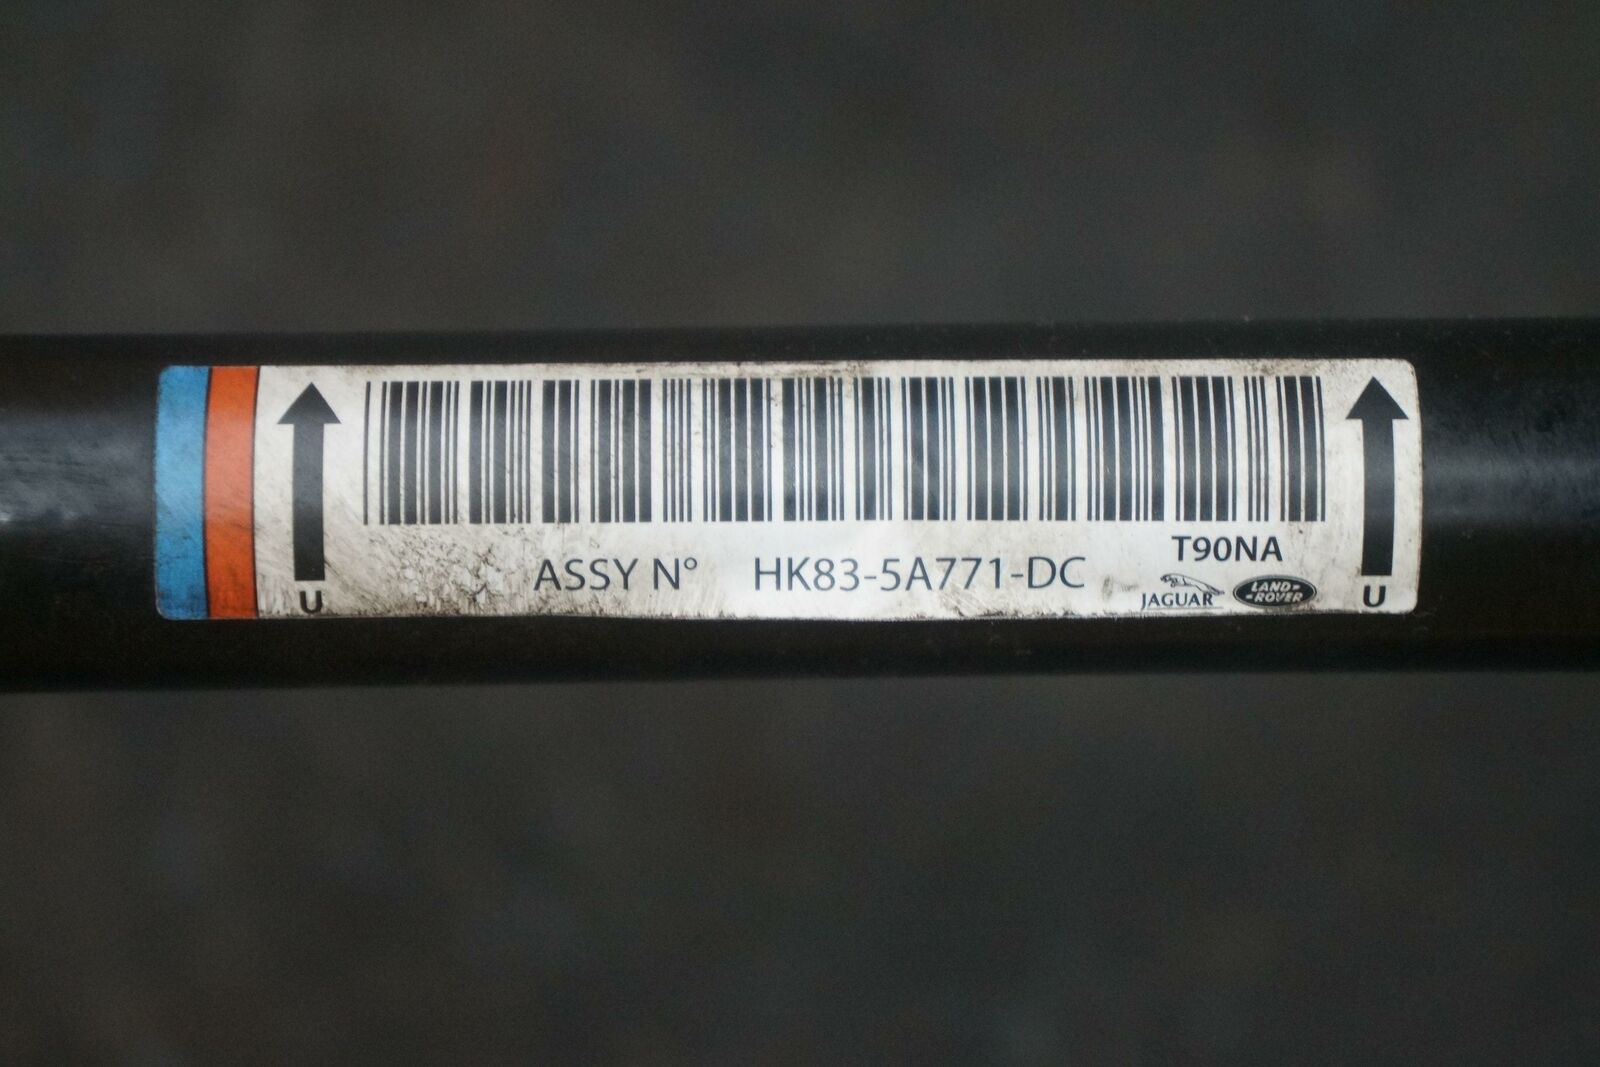 T90NA
ASSY N° HK83-5A771-DC
JAGUAR
LAND ROVER
U
U